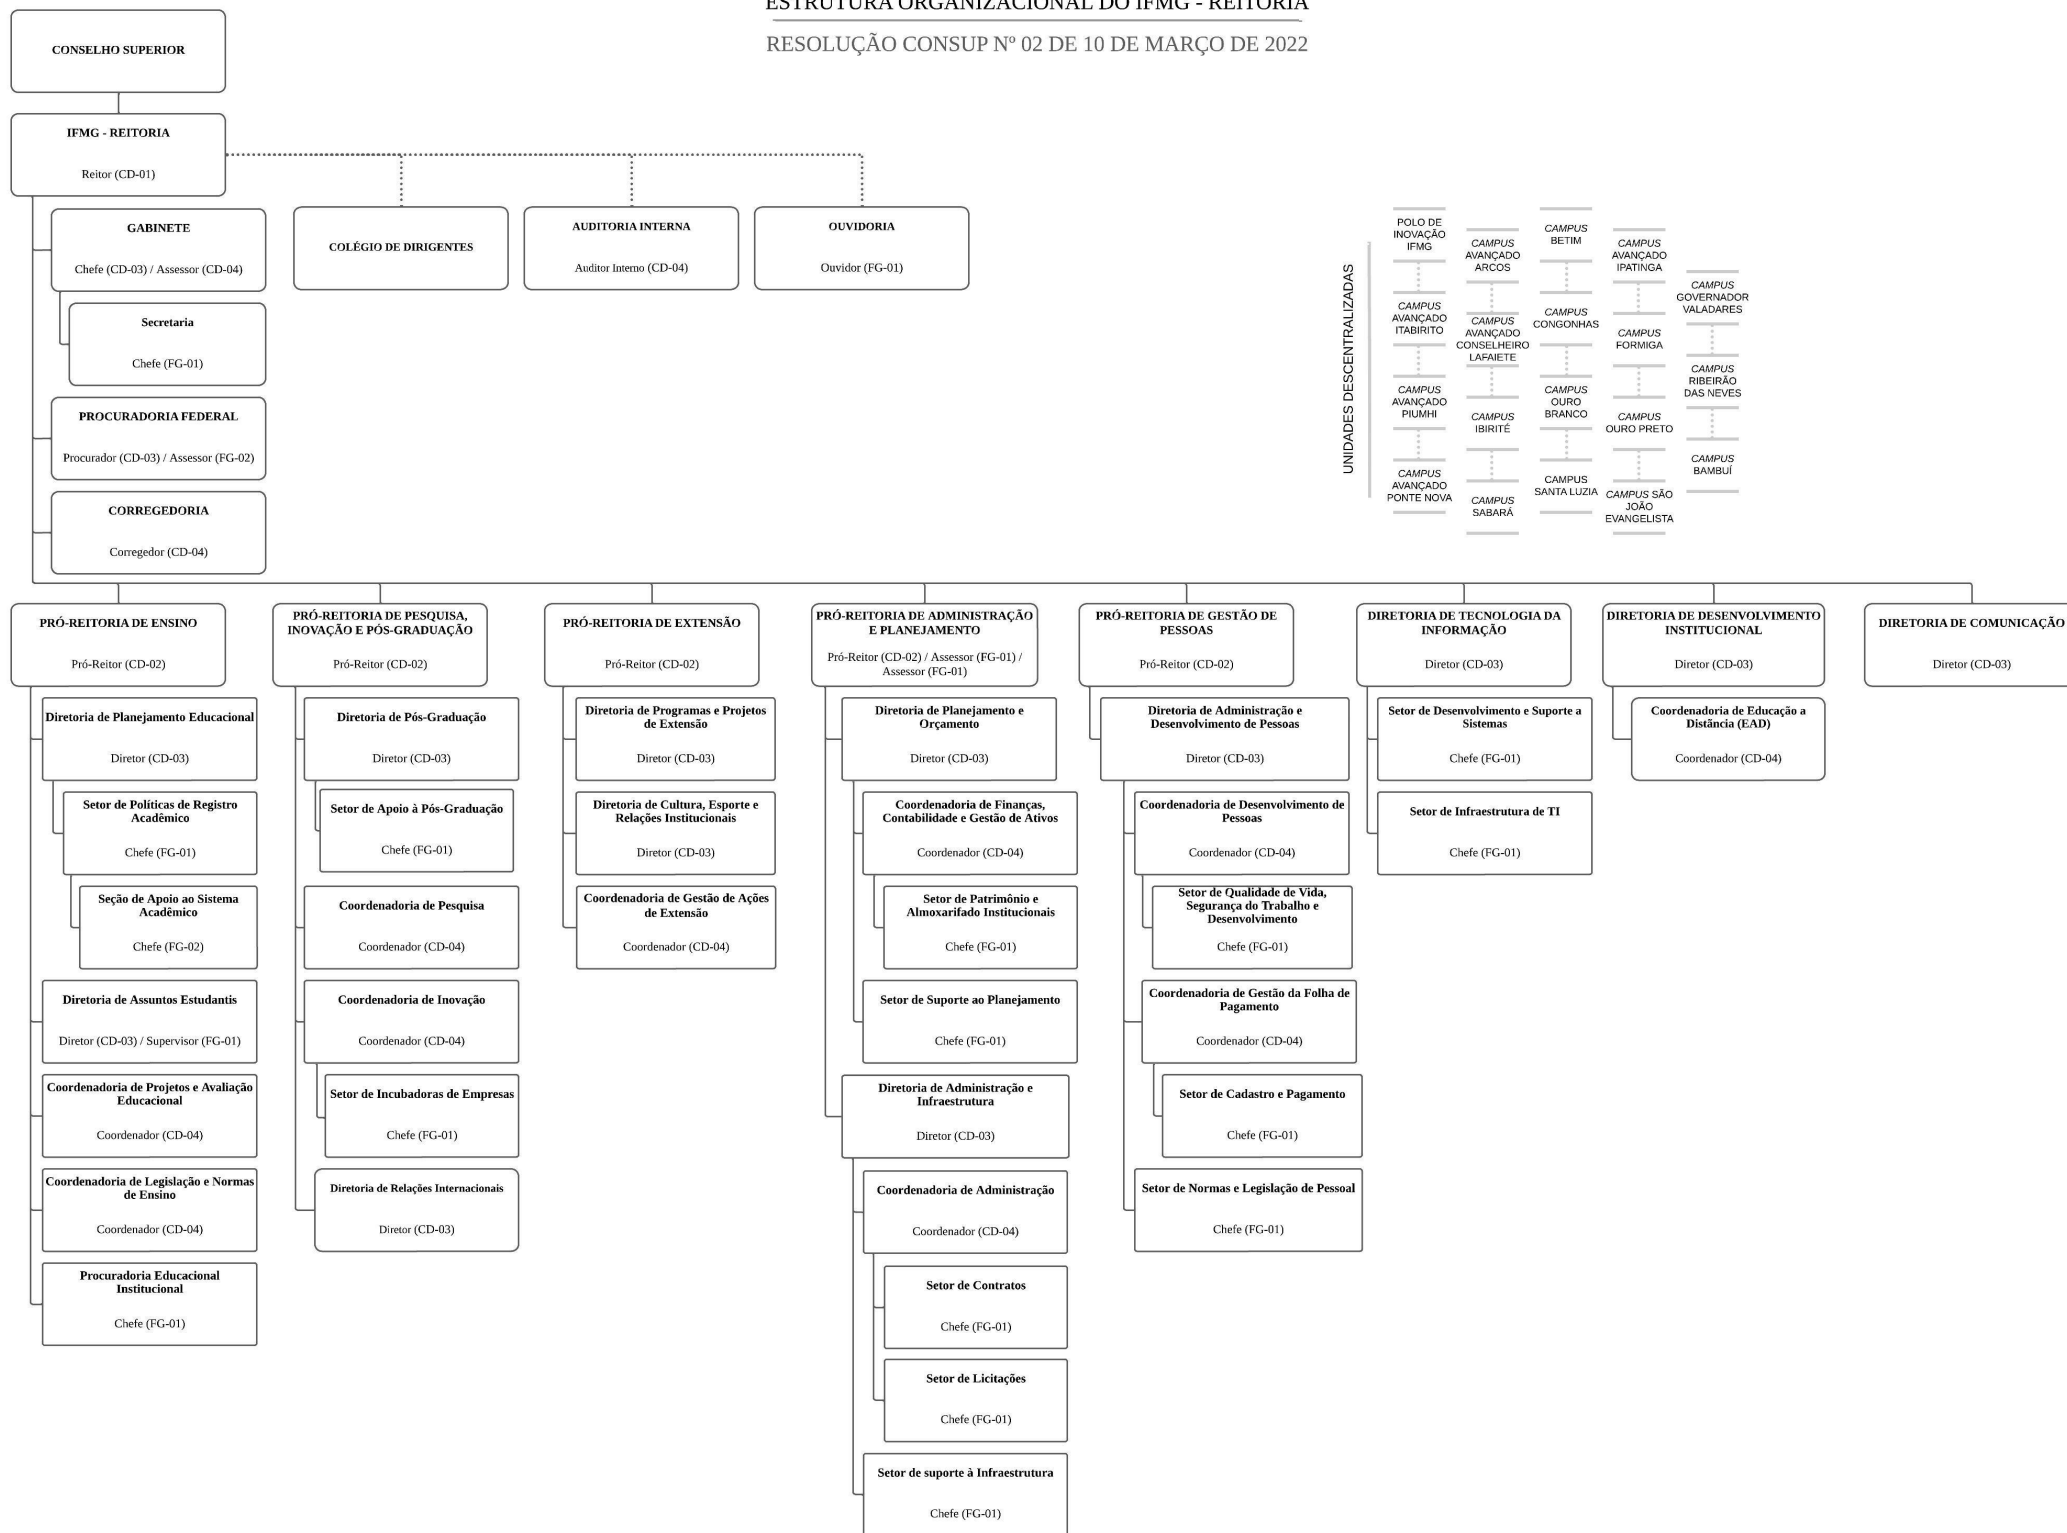 ESTRUTURA ORGANIZACIONAL DO IFMG - REITORIA
RESOLUÇÃO CONSUP Nº 02 DE 10 DE MARÇO DE 2022
CONSELHO SUPERIOR
IFMG - REITORIA
Reitor (CD-01)
GABINETE
Chefe (CD-03) / Assessor (CD-04)
Secretaria
Chefe (FG-01)
PROCURADORIA FEDERAL
Procurador (CD-03) / Assessor (FG-02)
CORREGEDORIA
Corregedor (CD-04)
COLÉGIO DE DIRIGENTES
AUDITORIA INTERNA
Auditor Interno (CD-04)
OUVIDORIA
Ouvidor (FG-01)
UNIDADES DESCENTRALIZADAS
POLO DE
INOVAÇÃO
IFMG
CAMPUS
AVANÇADO
ITABIRITO
CAMPUS
AVANÇADO
PIUMHI
CAMPUS
AVANÇADO
PONTE NOVA
CAMPUS
AVANÇADO
ARCOS
CAMPUS
AVANÇADO
CONSELHEIRO
LAFAIETE
CAMPUS
IBIRITÉ
CAMPUS
SABARÁ
CAMPUS
BETIM
CAMPUS
CONGONHAS
CAMPUS
OURO
BRANCO
CAMPUS
SANTA LUZIA
CAMPUS
AVANÇADO
IPATINGA
CAMPUS
FORMIGA
CAMPUS
OURO PRETO
CAMPUS SÃO
JOÃO
EVANGELISTA
CAMPUS
GOVERNADOR
VALADARES
CAMPUS
RIBEIRÃO
DAS NEVES
CAMPUS
BAMBUÍ
PRÓ-REITORIA DE ENSINO
Pró-Reitor (CD-02)
Diretoria de Planejamento Educacional
Diretor (CD-03)
Setor de Políticas de Registro
Acadêmico
Chefe (FG-01)
Seção de Apoio ao Sistema
Acadêmico
Chefe (FG-02)
Diretoria de Assuntos Estudantis
Diretor (CD-03) / Supervisor (FG-01)
Coordenadoria de Projetos e Avaliação
Educacional
Coordenador (CD-04)
Coordenadoria de Legislação e Normas
de Ensino
Coordenador (CD-04)
Procuradoria Educacional
Institucional
Chefe (FG-01)
PRÓ-REITORIA DE PESQUISA,
INOVAÇÃO E PÓS-GRADUAÇÃO
Pró-Reitor (CD-02)
Diretoria de Pós-Graduação
Diretor (CD-03)
Setor de Apoio à Pós-Graduação
Chefe (FG-01)
Coordenadoria de Pesquisa
Coordenador (CD-04)
Coordenadoria de Inovação
Coordenador (CD-04)
Setor de Incubadoras de Empresas
Chefe (FG-01)
Diretoria de Relações Internacionais
Diretor (CD-03)
PRÓ-REITORIA DE EXTENSÃO
Pró-Reitor (CD-02)
Diretoria de Programas e Projetos
de Extensão
Diretor (CD-03)
Diretoria de Cultura, Esporte e
Relações Institucionais
Diretor (CD-03)
Coordenadoria de Gestão de Ações
de Extensão
Coordenador (CD-04)
PRÓ-REITORIA DE ADMINISTRAÇÃO
E PLANEJAMENTO
Pró-Reitor (CD-02) / Assessor (FG-01) /
Assessor (FG-01)
Diretoria de Planejamento e
Orçamento
Diretor (CD-03)
Coordenadoria de Finanças,
Contabilidade e Gestão de Ativos
Coordenador (CD-04)
Setor de Patrimônio e
Almoxarifado Institucionais
Chefe (FG-01)
Setor de Suporte ao Planejamento
Chefe (FG-01)
Diretoria de Administração e
Infraestrutura
Diretor (CD-03)
Coordenadoria de Administração
Coordenador (CD-04)
Setor de Contratos
Chefe (FG-01)
Setor de Licitações
Chefe (FG-01)
Setor de suporte à Infraestrutura
Chefe (FG-01)
PRÓ-REITORIA DE GESTÃO DE
PESSOAS
Pró-Reitor (CD-02)
Diretoria de Administração e
Desenvolvimento de Pessoas
Diretor (CD-03)
Coordenadoria de Desenvolvimento de
Pessoas
Coordenador (CD-04)
Setor de Qualidade de Vida,
Segurança do Trabalho e
Desenvolvimento
Chefe (FG-01)
Coordenadoria de Gestão da Folha de
Pagamento
Coordenador (CD-04)
Setor de Cadastro e Pagamento
Chefe (FG-01)
Setor de Normas e Legislação de Pessoal
Chefe (FG-01)
DIRETORIA DE TECNOLOGIA DA
INFORMAÇÃO
Diretor (CD-03)
Setor de Desenvolvimento e Suporte a
Sistemas
Chefe (FG-01)
Setor de Infraestrutura de TI
Chefe (FG-01)
DIRETORIA DE DESENVOLVIMENTO
INSTITUCIONAL
Diretor (CD-03)
Coordenadoria de Educação a
Distância (EAD)
Coordenador (CD-04)
DIRETORIA DE COMUNICAÇÃO
Diretor (CD-03)